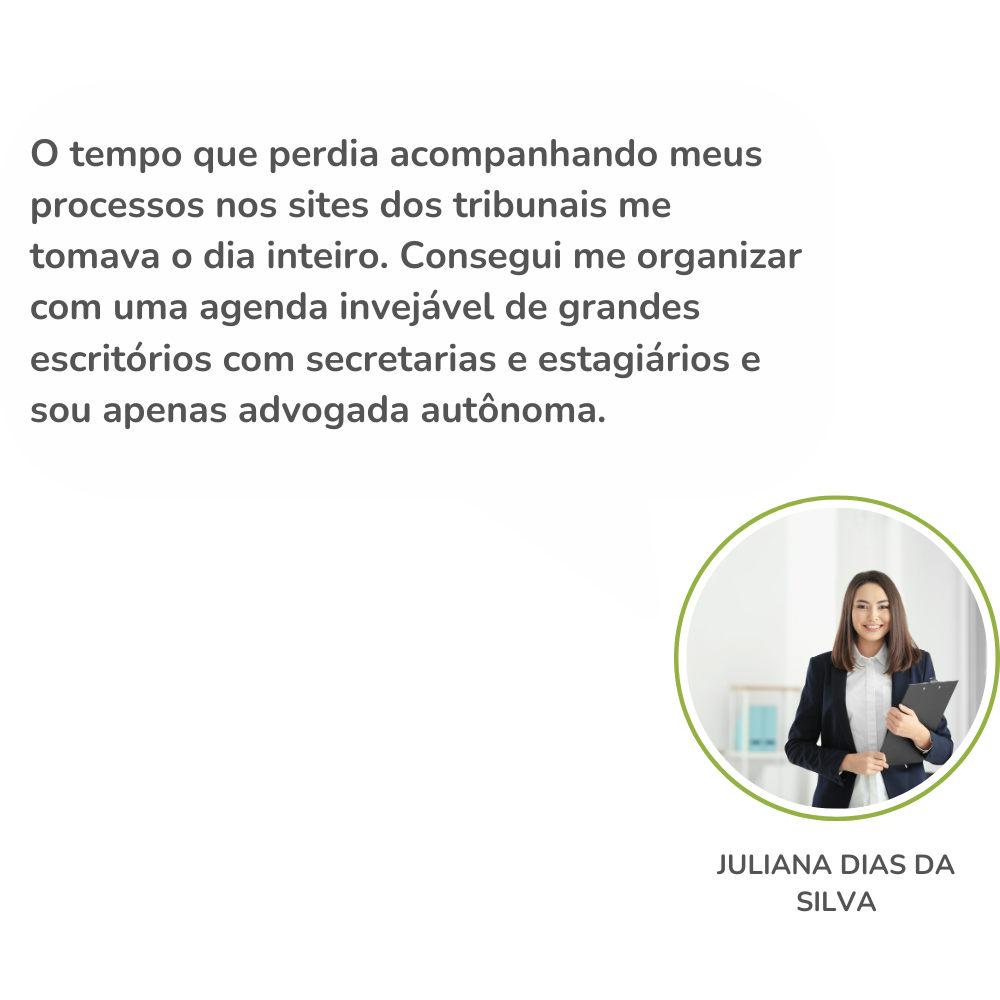 O tempo que perdia acompanhando meus
processos nos sites dos tribunais me
tomava o dia inteiro. Consegui me organizar
com uma agenda invejável de grandes
escritórios com secretarias e estagiários e
sou apenas advogada autônoma.
JULIANA DIAS DA
SILVA